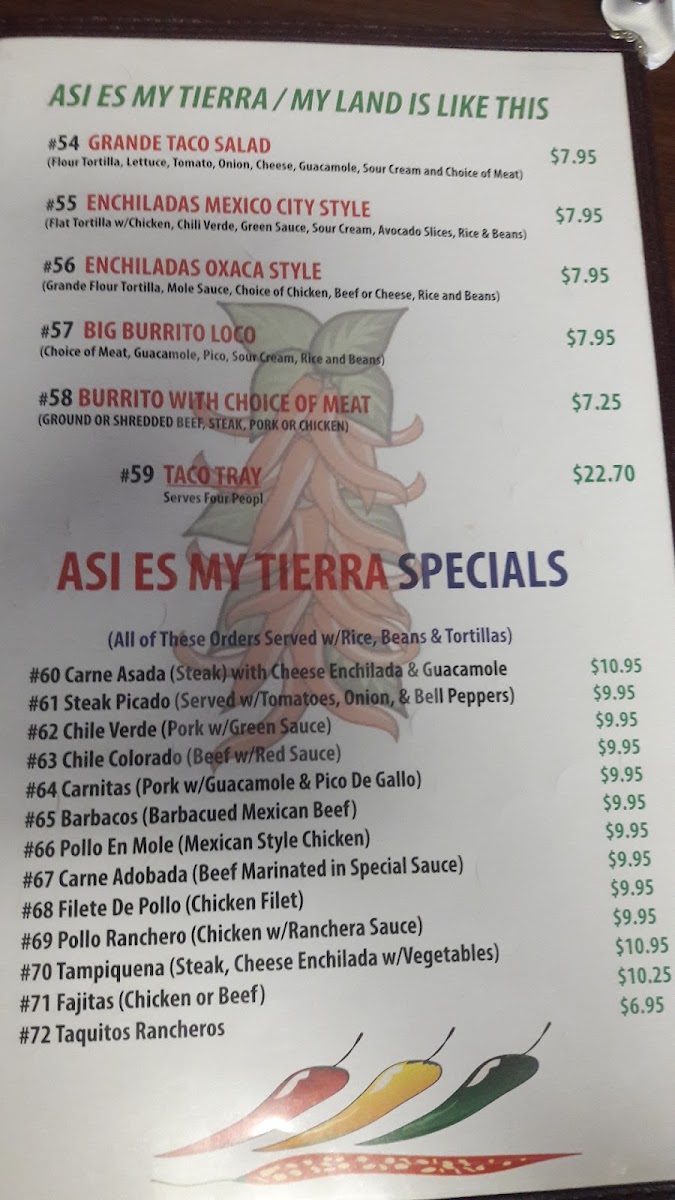 ASI ES MY TIERRA / MY LAND IS LIKE THIS
#54 GRANDE TACO SALAD $7.95
(Flour Tortilla, Lettuce, Tomato, Onion, Cheese, Guacamole, Sour Cream and Choice of Meat)
#55 ENCHILADAS MEXICO CITY STYLE $7.95
(Flat Tortilla w/Chicken, Chili Verde, Green Sauce, Sour Cream, Avocado Slices, Rice & Beans)
#56 ENCHILADAS OXACA STYLE $7.95
(Grande Flour Tortilla, Mole Sauce, Choice of Chicken, Beef or Cheese, Rice and Beans)
#57 BIG BURRITO LOCO $7.95
(Choice of Meat, Guacamole, Pico, Sour Cream, Rice and Beans)
#58 BURRITO WITH CHOICE OF MEAT $7.25
(GROUND OR SHREDDED BEEF, STEAK, PORK OR CHICKEN)
#59 TACO TRAY $22.70
Serves Four Peopl
ASI ES MY TIERRA SPECIALS
(All of These Orders Served w/Rice, Beans & Tortillas)
#60 Carne Asada (Steak) with Cheese Enchilada & Guacamole $10.95
#61 Steak Picado (Served w/Tomatoes, Onion, & Bell Peppers) $9.95
#62 Chile Verde (Pork w/Green Sauce) $9.95
#63 Chile Colorado (Beef w/Red Sauce) $9.95
#64 Carnitas (Pork w/Guacamole & Pico De Gallo) $9.95
#65 Barbacos (Barbacued Mexican Beef) $9.95
#66 Pollo En Mole (Mexican Style Chicken) $9.95
#67 Carne Adobada (Beef Marinated in Special Sauce) $9.95
#68 Filete De Pollo (Chicken Filet) $9.95
#69 Pollo Ranchero (Chicken w/Ranchera Sauce) $9.95
#70 Tampiquena (Steak, Cheese Enchilada w/Vegetables) $10.95
#71 Fajitas (Chicken or Beef) $10.25
#72 Taquitos Rancheros $6.95